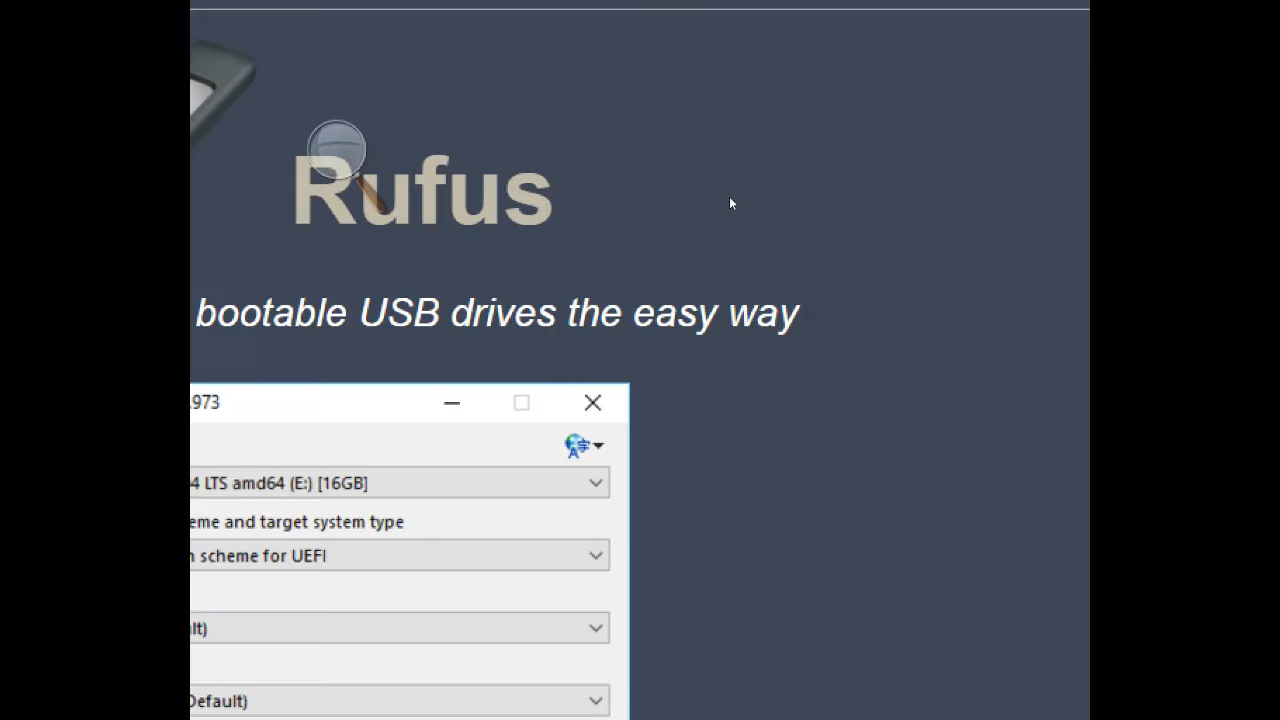 Rufus
bootable USB drives the easy way
.973
4 LTS amd64 (E:) [16GB]
eme and target system type
n scheme for UEFI
lt)
Default)